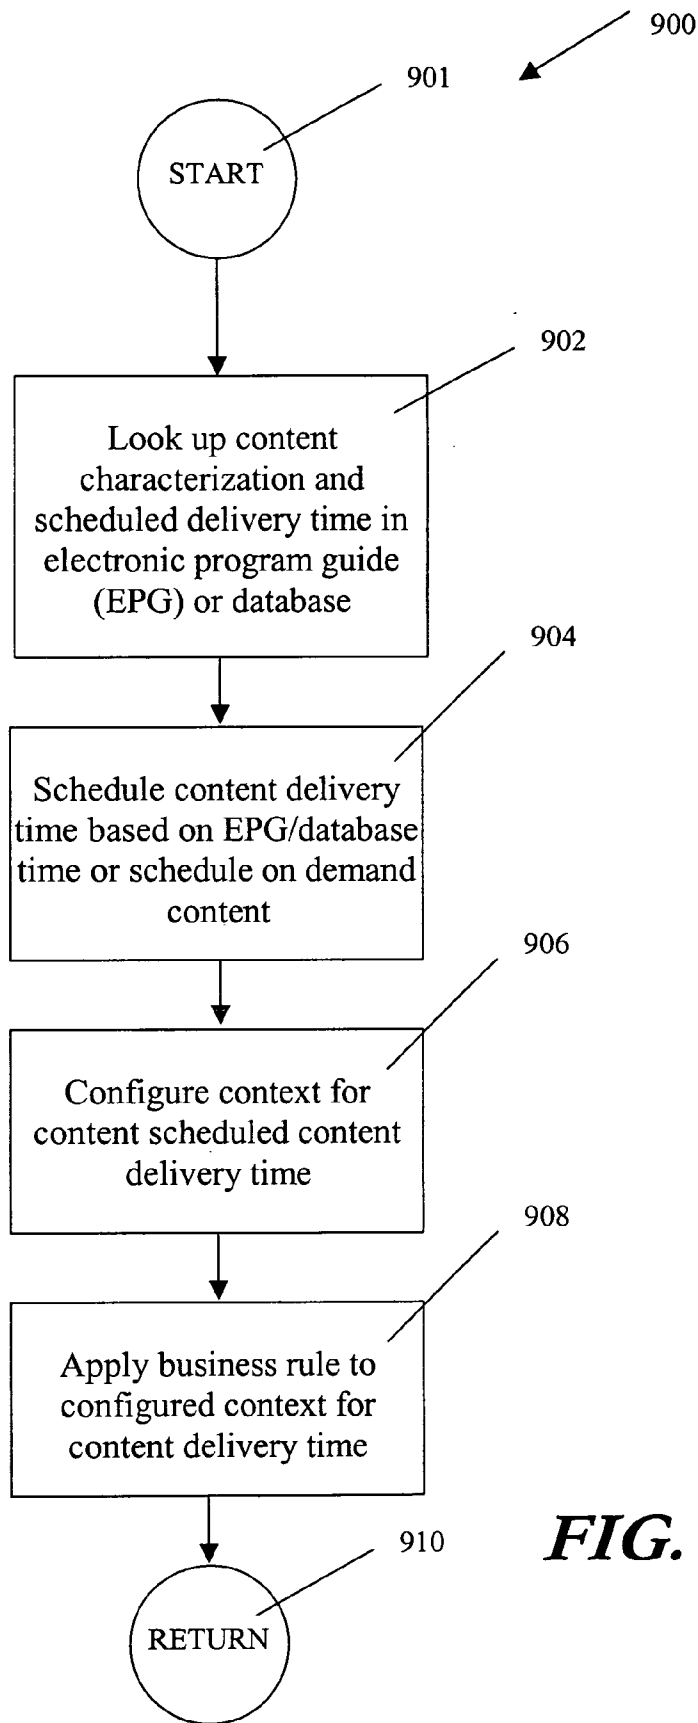 900
901
START
902
Look up content
characterization and
scheduled delivery time in
electronic program guide
(EPG) or database
904
Schedule content delivery
time based on EPG/database
time or schedule on demand
content
906
Configure context for
content scheduled content
delivery time
908
Apply business rule to
configured context for
content delivery time
910
FIG.
RETURN